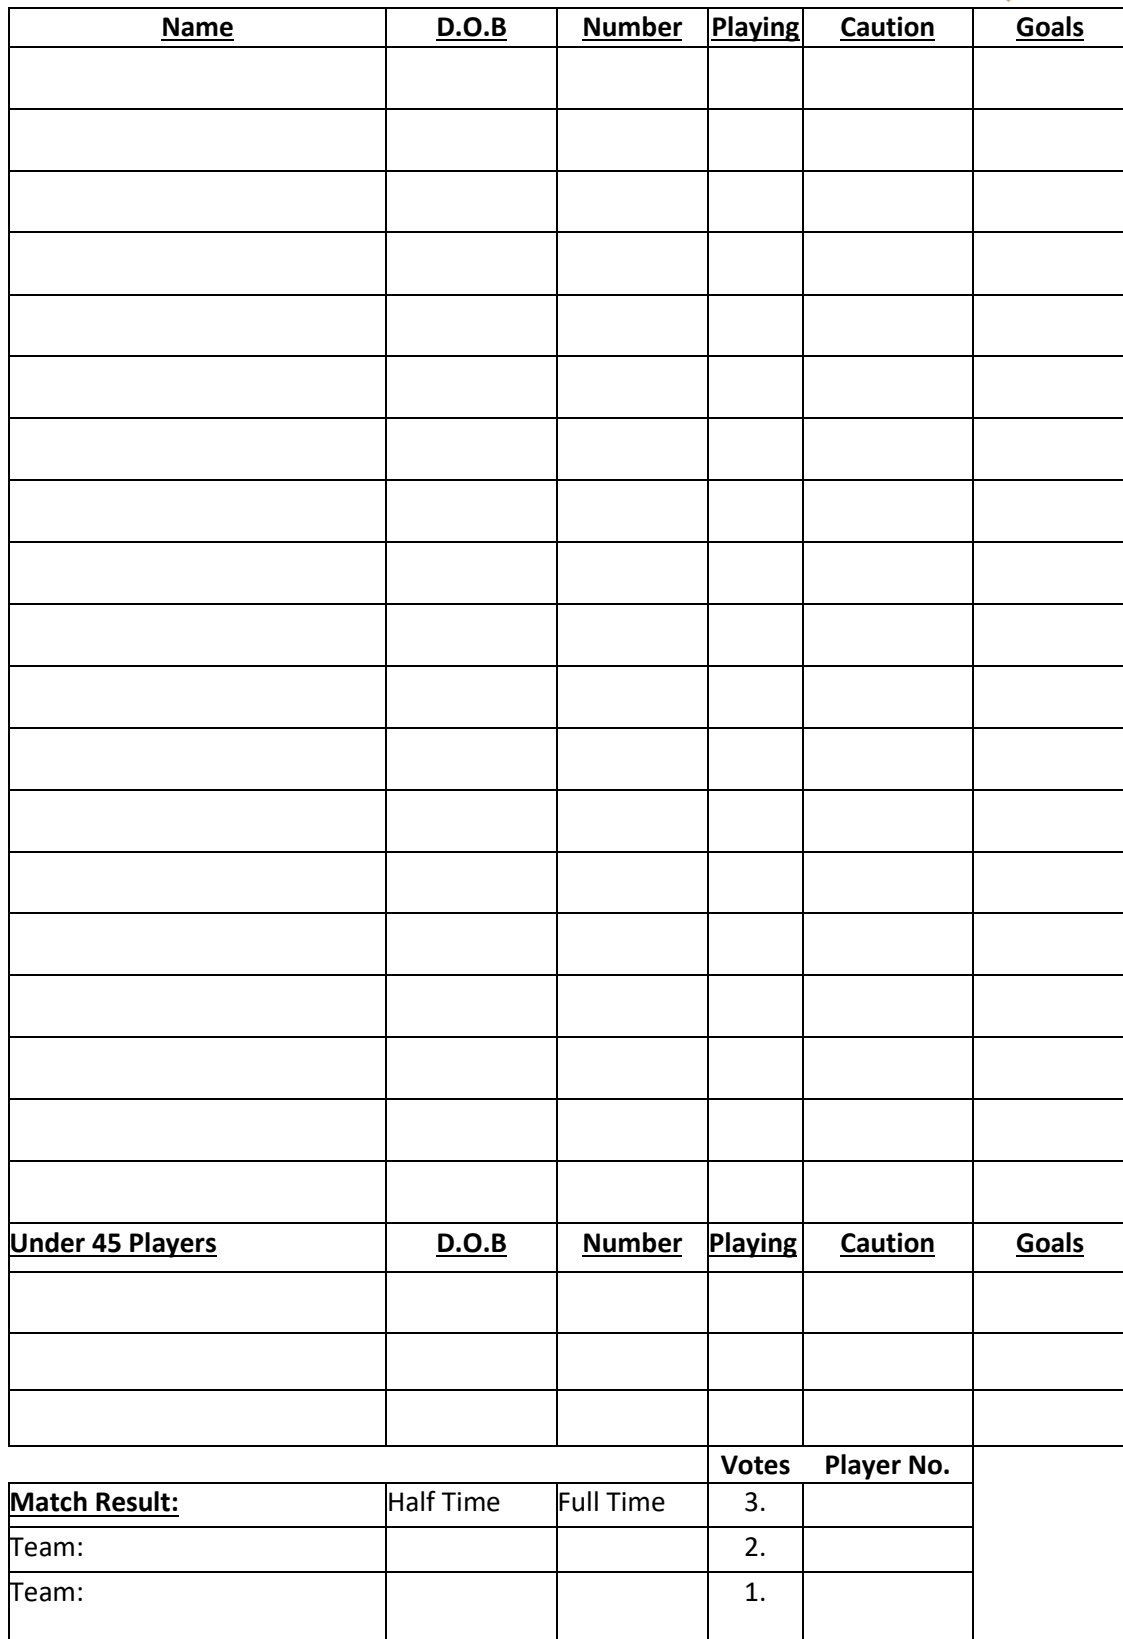 Name D.O.B Number Playing Caution Goals
Under 45 Players D.O.B Number Playing Caution Goals
Votes Player No.
Match Result: Half Time Full Time 3.
Team: 2.
Team: 1.